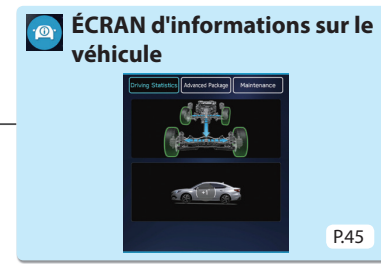 ÉCRAN d'informations sur le
véhicule
Driving Statistics
Advanced Package
Maintenance
P.45